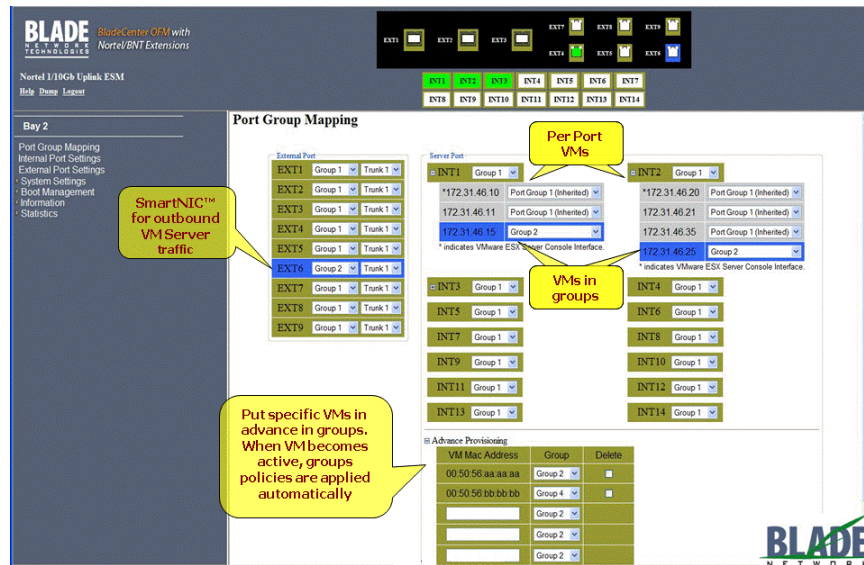 BLADE
NETWORK
TECHNOLOGIES
BladeCenter OFM with
Nortel/BNT Extensions
Nortel 1/10Gb Uplink ESM
Help Dump Logout
EXT1 EXT2 EXT3 EXT7 EXT8 EXT9
EXT4 EXT5 EXT6
INT1 INT2 INT3 INT4 INT5 INT6 INT7
INT8 INT9 INT10 INT11 INT12 INT13 INT14
Bay 2
Port Group Mapping
Internal Port Settings
External Port Settings
System Settings
Boot Management
Information
Statistics
Port Group Mapping
External Port
EXT1 Group 1 Trunk 1
EXT2 Group 1 Trunk 1
EXT3 Group 1 Trunk 1
EXT4 Group 1 Trunk 1
EXT5 Group 1 Trunk 1
EXT6 Group 2 Trunk 1
EXT7 Group 1 Trunk 1
EXT8 Group 1 Trunk 1
EXT9 Group 1 Trunk 1
SmartNIC™
for outbound
VM Server
traffic
Server Port
Per Port
VMs
INT1 Group 1
*172.31.46.10 Port Group 1 (Inherited)
172.31.46.11 Port Group 1 (Inherited)
172.31.46.15 Group 2
* indicates VMware ESX Server Console Interface.
INT2 Group 1
*172.31.46.20 Port Group 1 (Inherited)
172.31.46.21 Port Group 1 (Inherited)
172.31.46.35 Port Group 1 (Inherited)
172.31.46.25 Group 2
* indicates VMware ESX Server Console Interface.
VMs in
groups
INT3 Group 1 INT4 Group 1
INT5 Group 1 INT6 Group 1
INT7 Group 1 INT8 Group 1
INT9 Group 1 INT10 Group 1
INT11 Group 1 INT12 Group 1
INT13 Group 1 INT14 Group 1
Put specific VMs in
advance in groups.
When VM becomes
active, groups
policies are applied
automatically
Advance Provisioning
VM Mac Address Group Delete
00:50:56:aa:aa:aa Group 2
00:50:56:bb:bb:bb Group 4
Group 2
Group 2
Group 2
BLADE
NETWOR